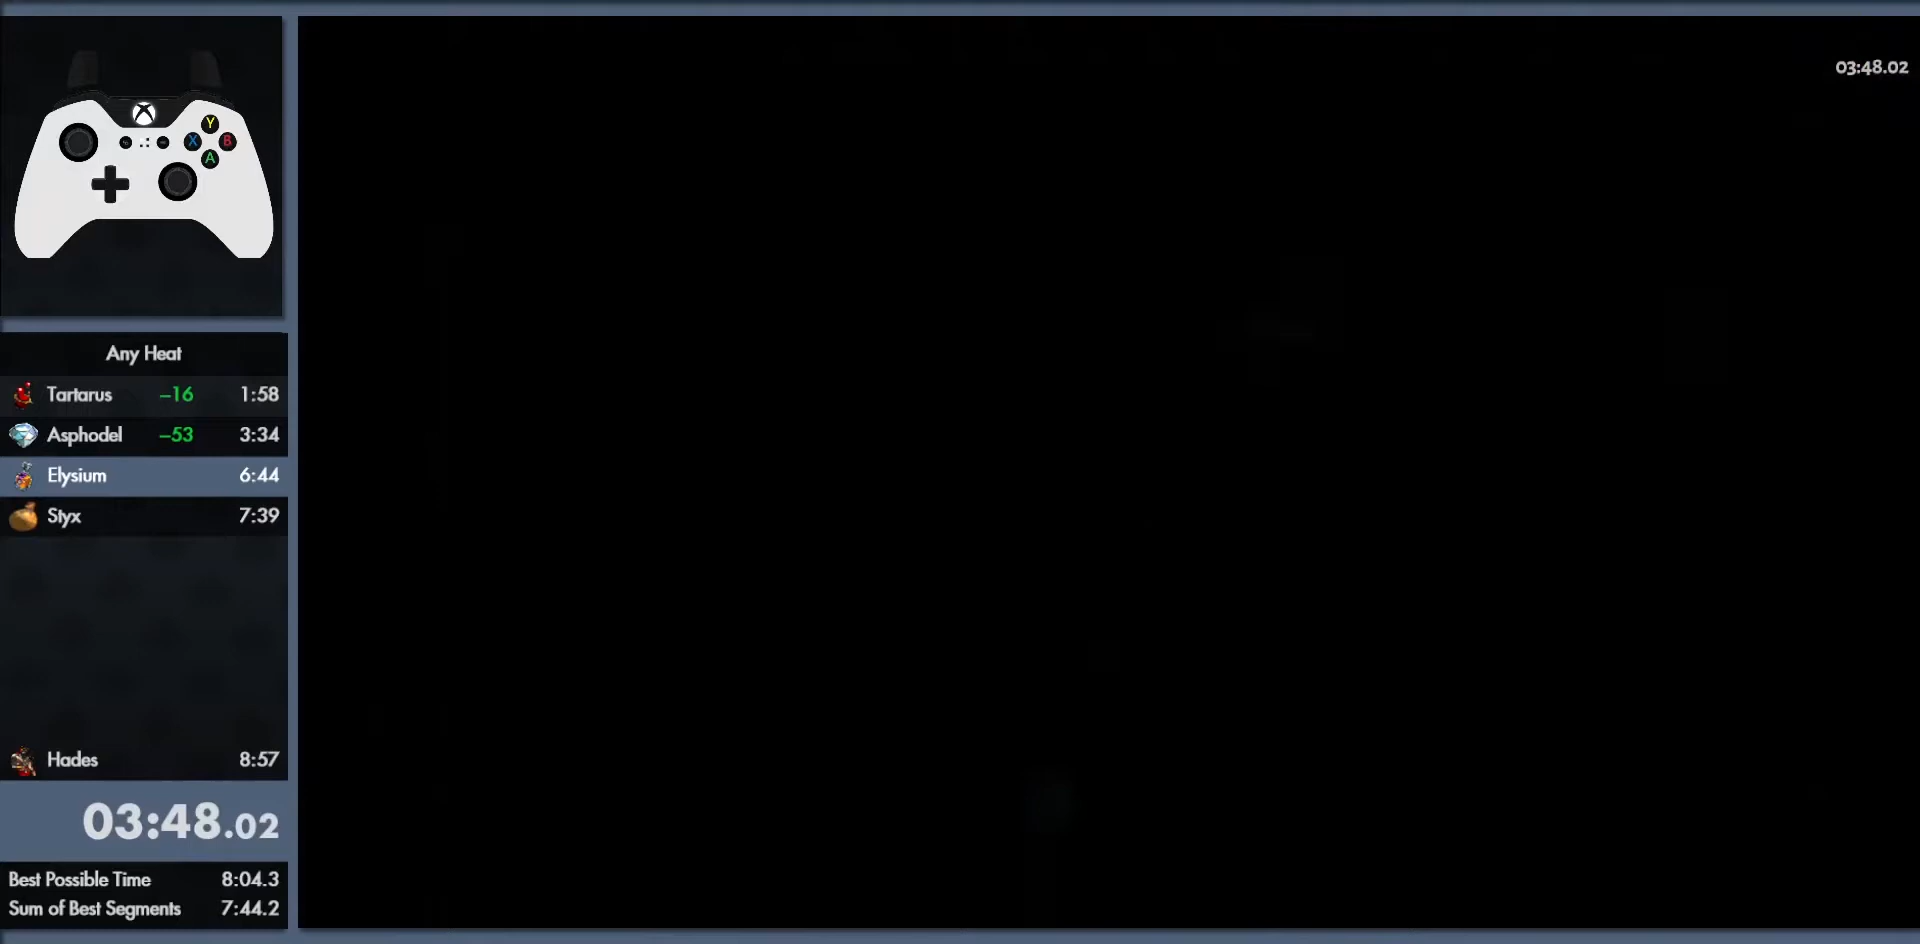 03:48.02
Y
X B
A
Any Heat
Tartarus -16 1:58
Asphodel -53 3:34
Elysium 6:44
Styx 7:39
Hades 8:57
03:48.02
Best Possible Time 8:04.3
Sum of Best Segments 7:44.2